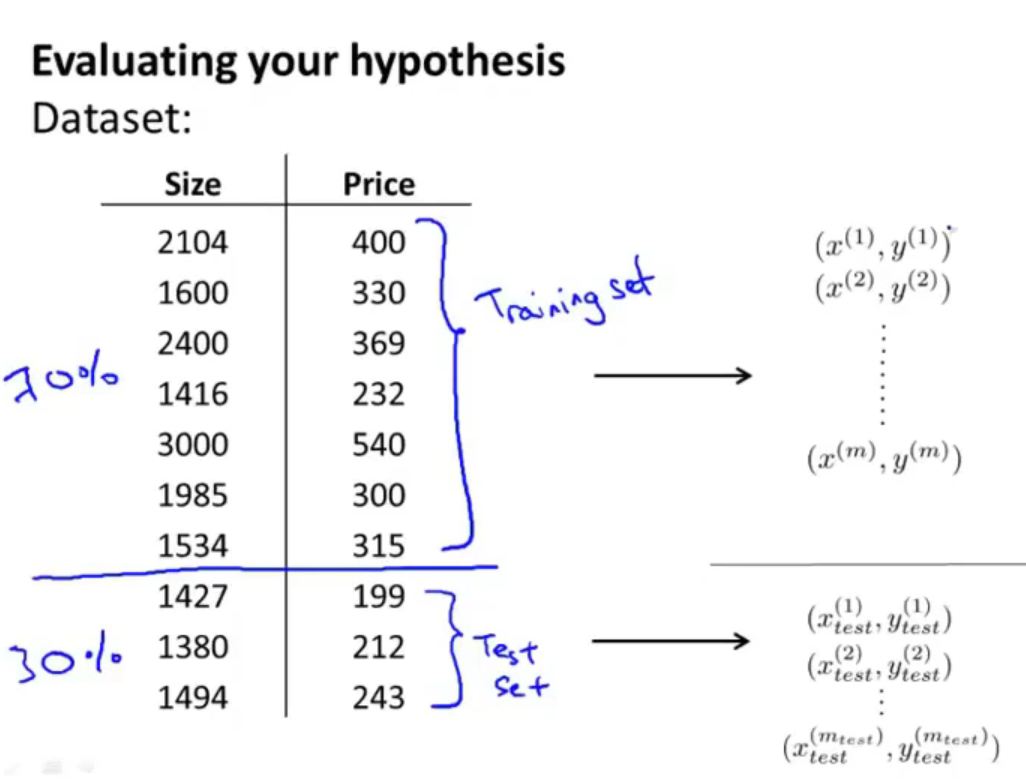 Evaluating your hypothesis
Dataset:
Size Price
2104 400
1600 330
2400 369
1416 232
3000 540
1985 300
1534 315
1427 199
1380 212
1494 243
70%
30%
Training set
Test
set
(x^{(1)}, y^{(1)})
(x^{(2)}, y^{(2)})
(x^{(m)}, y^{(m)})
(x_{test}^{(1)}, y_{test}^{(1)})
(x_{test}^{(2)}, y_{test}^{(2)})
(x_{test}^{(m_{test})}, y_{test}^{(m_{test})})